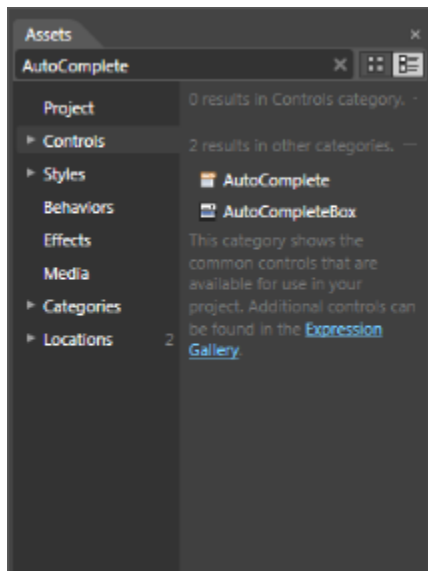 Assets
AutoComplete
Project
Controls
Styles
Behaviors
Effects
Media
Categories
Locations 2
0 results in Controls category.
2 results in other categories.
AutoComplete
AutoCompleteBox
This category shows the
common controls that are
available for use in your
project. Additional controls can
be found in the Expression
Gallery.